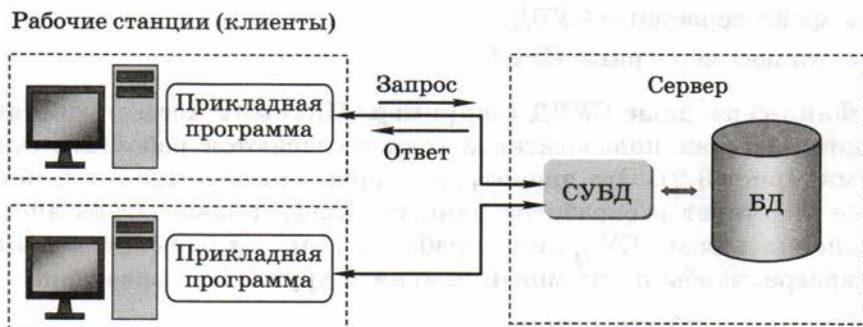 Рабочие станции (клиенты)
Прикладная
программа
Запрос
Ответ
Сервер
СУБД
БД
Прикладная
программа